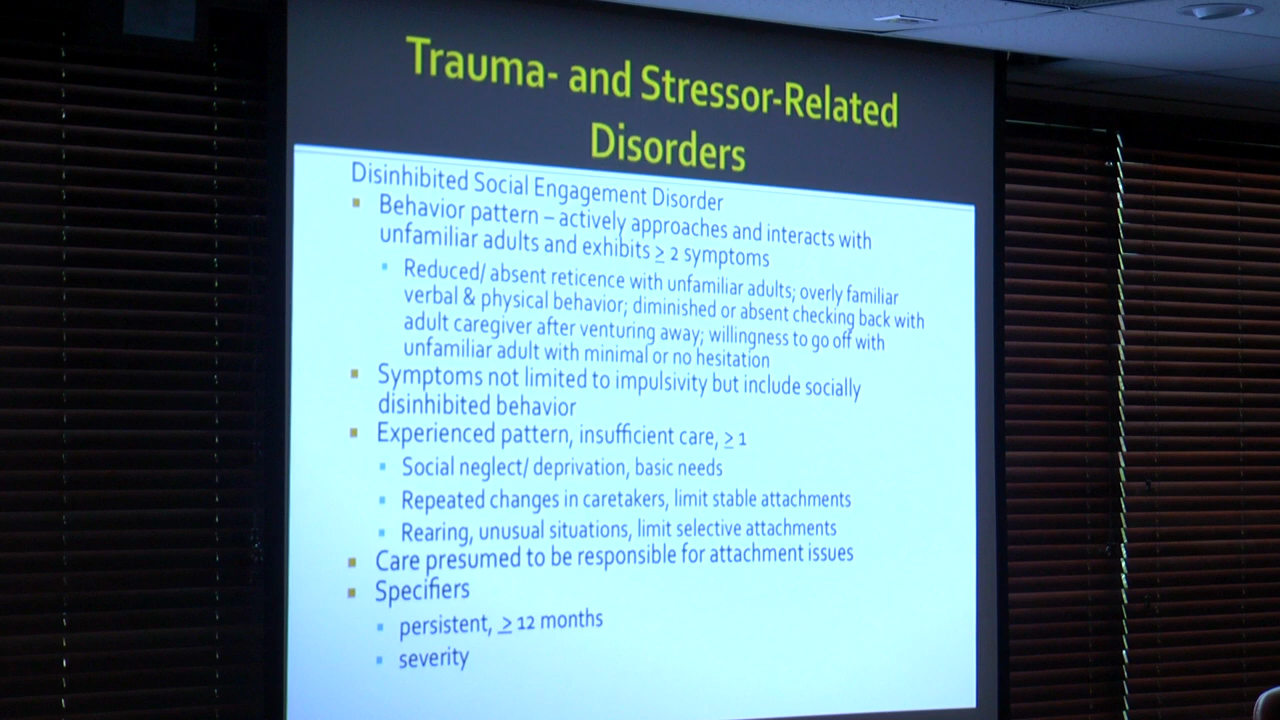 Trauma- and Stressor-Related
Disorders
Disinhibited Social Engagement Disorder
Behavior pattern – actively approaches and interacts with
unfamiliar adults and exhibits ≥ 2 symptoms
Reduced/ absent reticence with unfamiliar adults; overly familiar
verbal & physical behavior; diminished or absent checking back with
adult caregiver after venturing away; willingness to go off with
unfamiliar adult with minimal or no hesitation
Symptoms not limited to impulsivity but include socially
disinhibited behavior
Experienced pattern, insufficient care, ≥ 1
Social neglect/ deprivation, basic needs
Repeated changes in caretakers, limit stable attachments
Rearing, unusual situations, limit selective attachments
Care presumed to be responsible for attachment issues
Specifiers
persistent, ≥ 12 months
severity